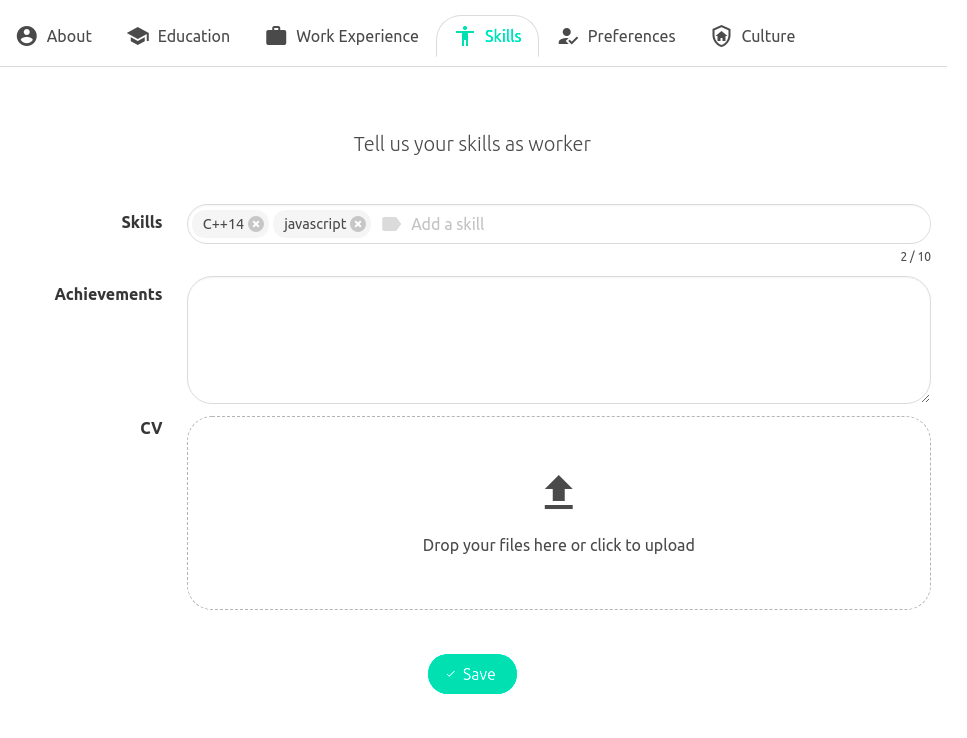 About Education Work Experience Skills Preferences Culture
Tell us your skills as worker
Skills C++14 javascript Add a skill
2 / 10
Achievements
CV
Drop your files here or click to upload
Save